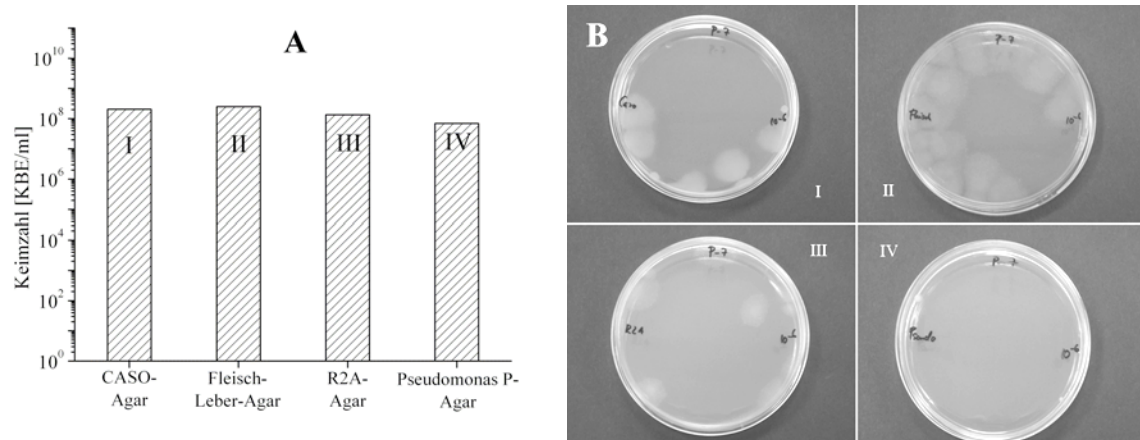 A
Keimzahl [KBE/ml]
10^10
10^8
10^6
10^4
10^2
10^0
I
II
III
IV
CASO-
Agar
Fleisch-
Leber-Agar
R2A-
Agar
Pseudomonas P-
Agar
B
P-7
Caso
10^-6
I
P-7
Fleisch
10^-6
II
P-7
R2A
10^-6
III
P-7
Pseudo
10^-6
IV